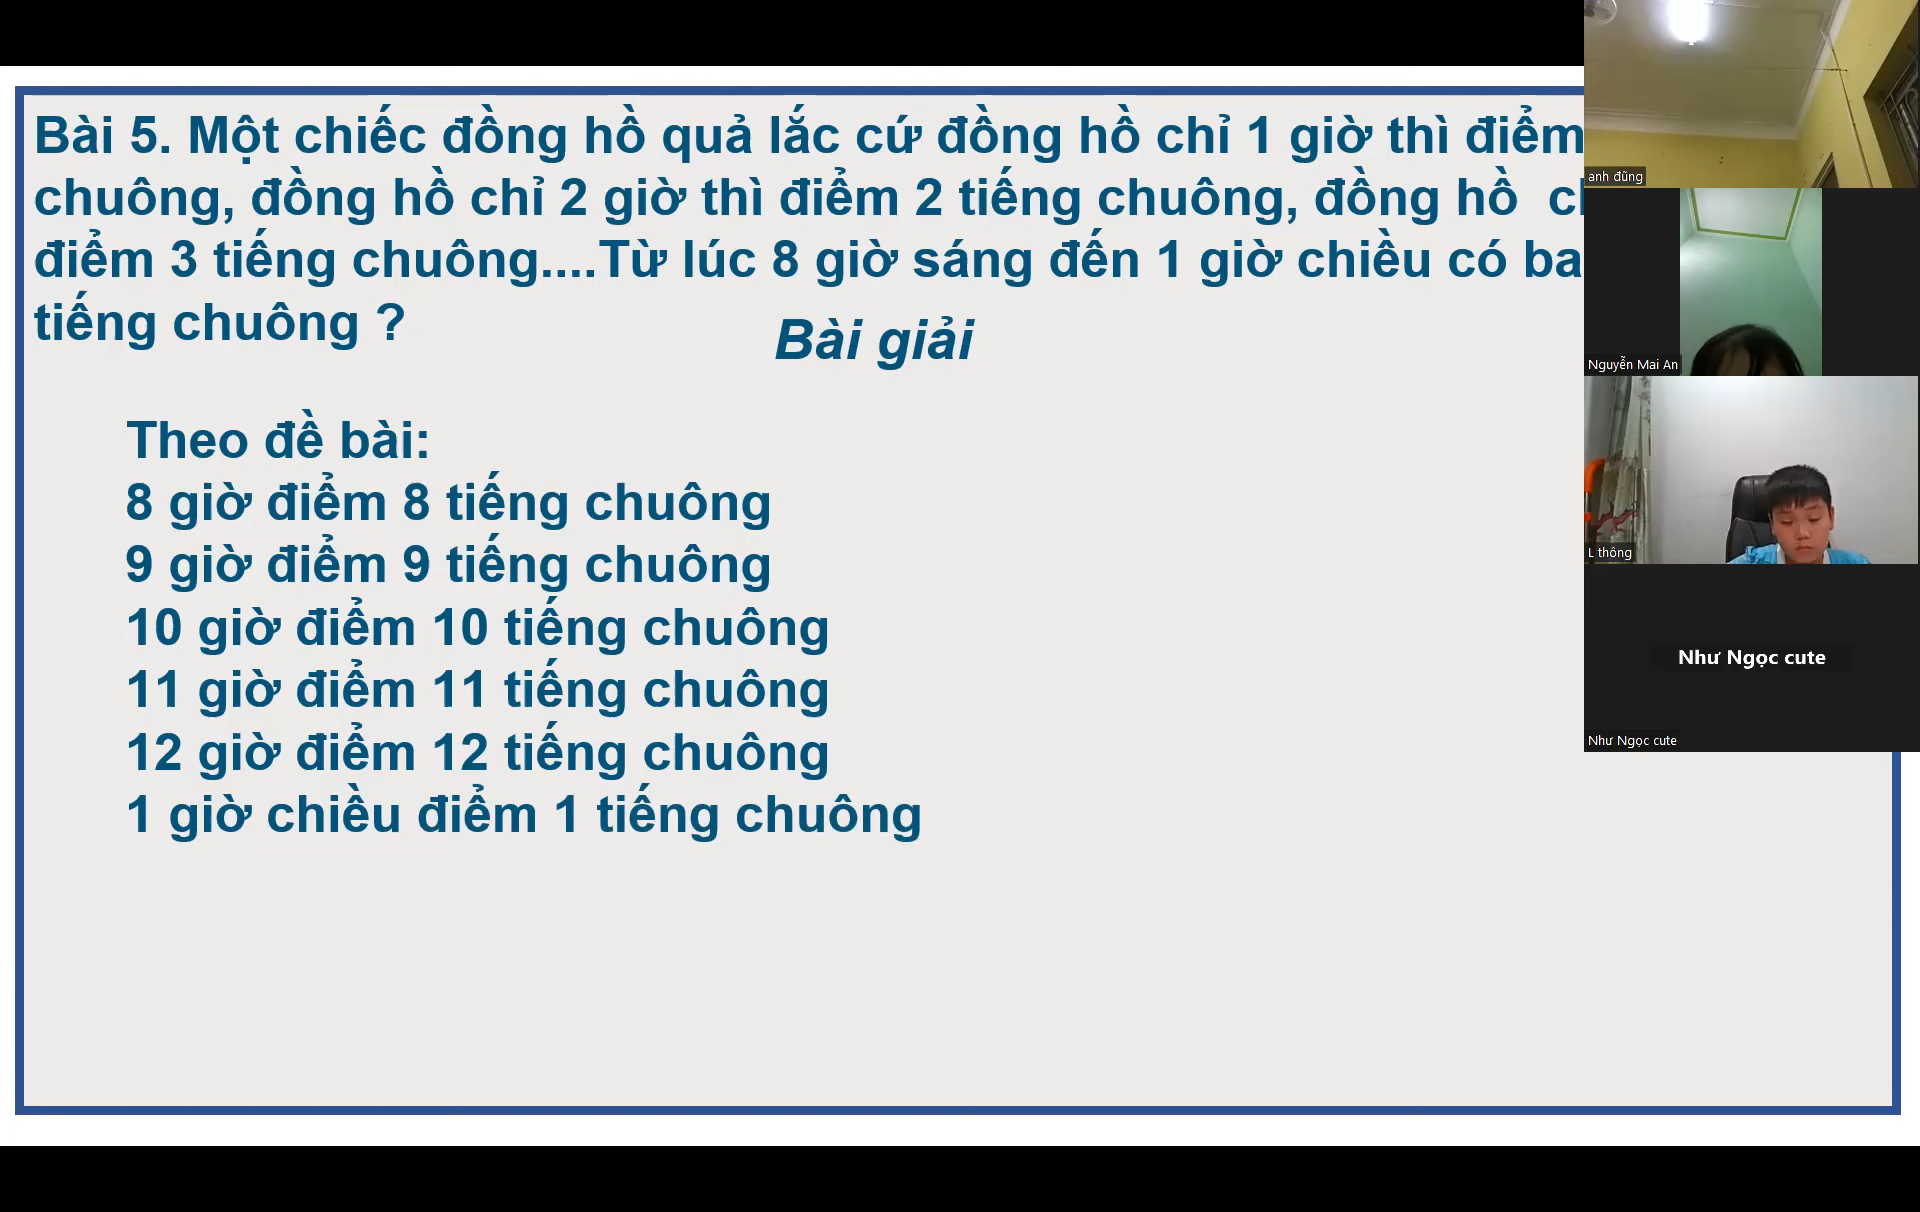 Bài 5. Một chiếc đồng hồ quả lắc cứ đồng hồ chỉ 1 giờ thì điểm
chuông, đồng hồ chỉ 2 giờ thì điểm 2 tiếng chuông, đồng hồ
điểm 3 tiếng chuông....Từ lúc 8 giờ sáng đến 1 giờ chiều có ba
tiếng chuông ?
Bài giải
Theo đề bài:
8 giờ điểm 8 tiếng chuông
9 giờ điểm 9 tiếng chuông
10 giờ điểm 10 tiếng chuông
11 giờ điểm 11 tiếng chuông
12 giờ điểm 12 tiếng chuông
1 giờ chiều điểm 1 tiếng chuông
anh đũng
Nguyễn Mai An
L thông
Như Ngọc cute
Như Ngọc cute